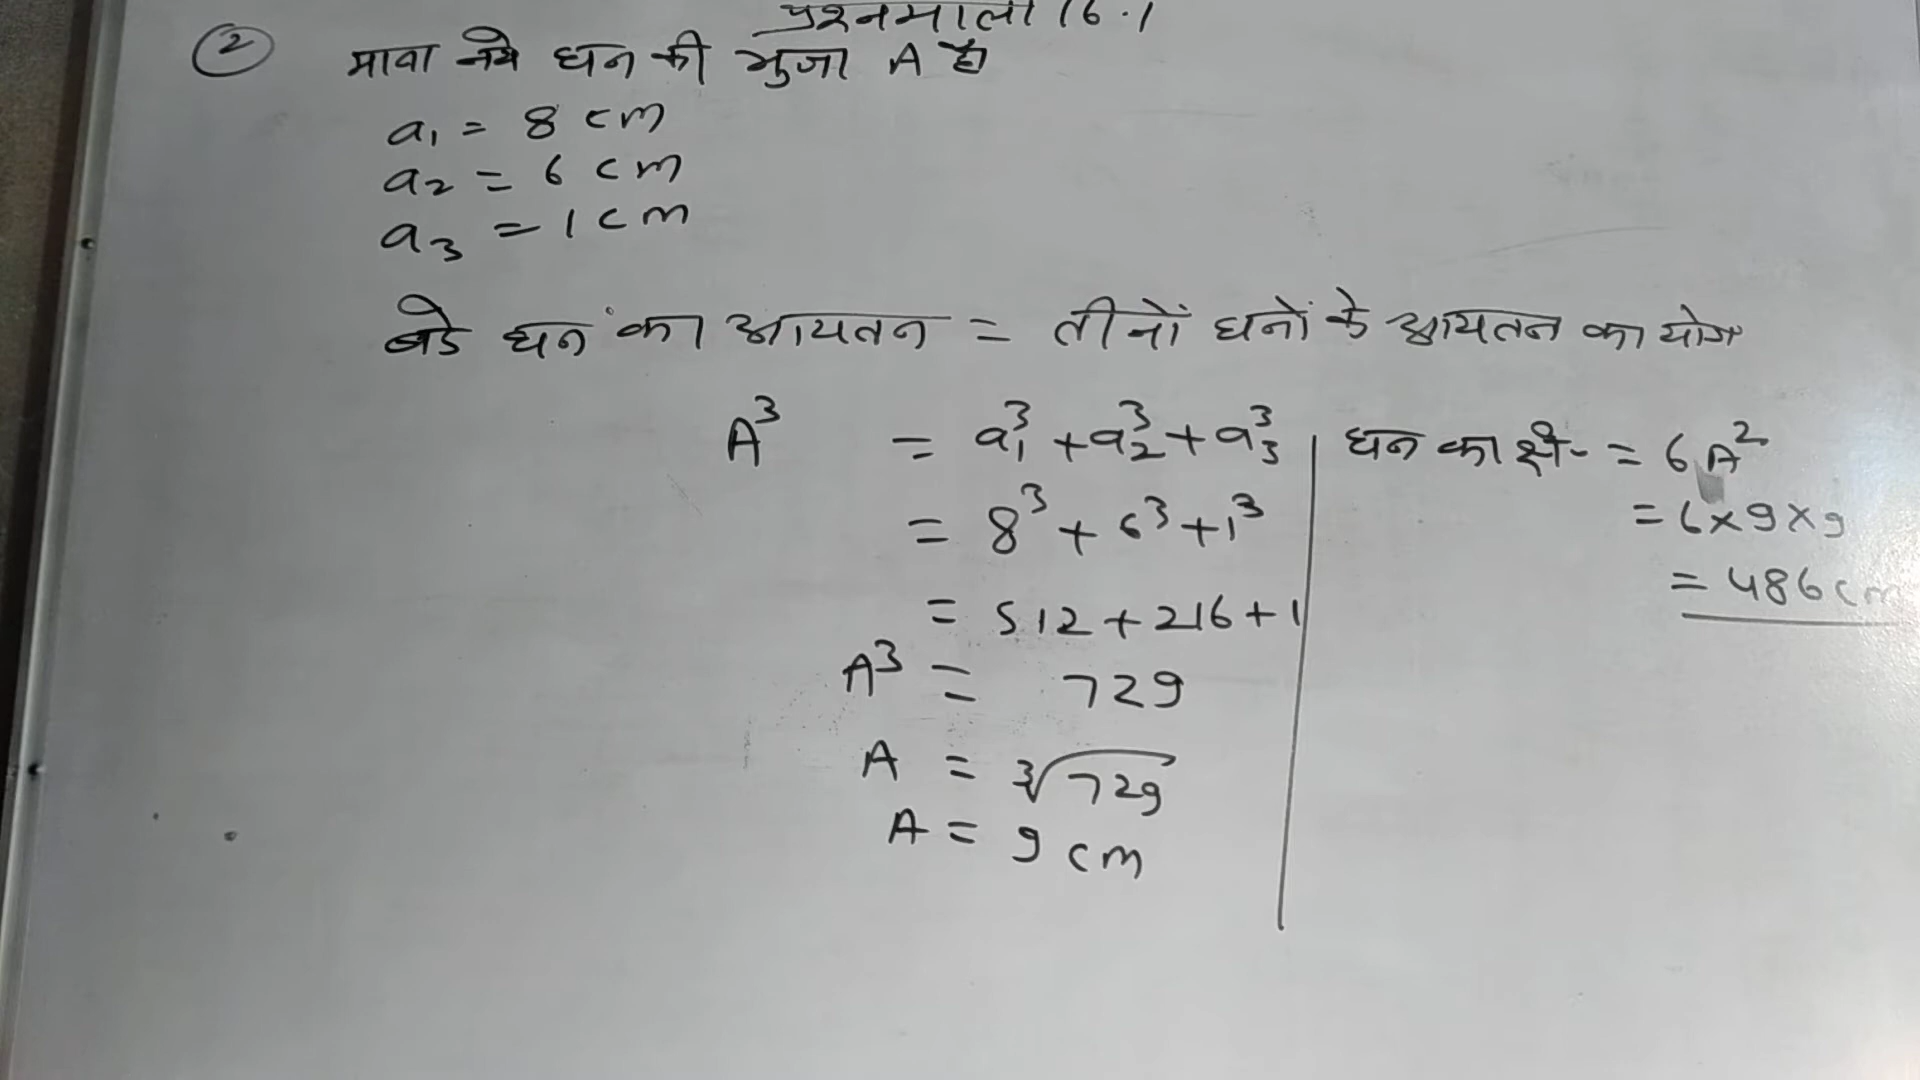 प्रश्नमाला 16.1
② माना नये घन की भुजा A है
a₁ = 8 cm
a₂ = 6 cm
a₃ = 1 cm
बडे घन का आयतन = तीनों घनों के आयतन का योग
A³ = a₁³ + a₂³ + a₃³
= 8³ + 6³ + 1³
= 512 + 216 + 1
A³ = 729
A = ∛729
A = 9 cm
घन का क्षे- = 6A²
= 6 × 9 × 9
= 486 cm